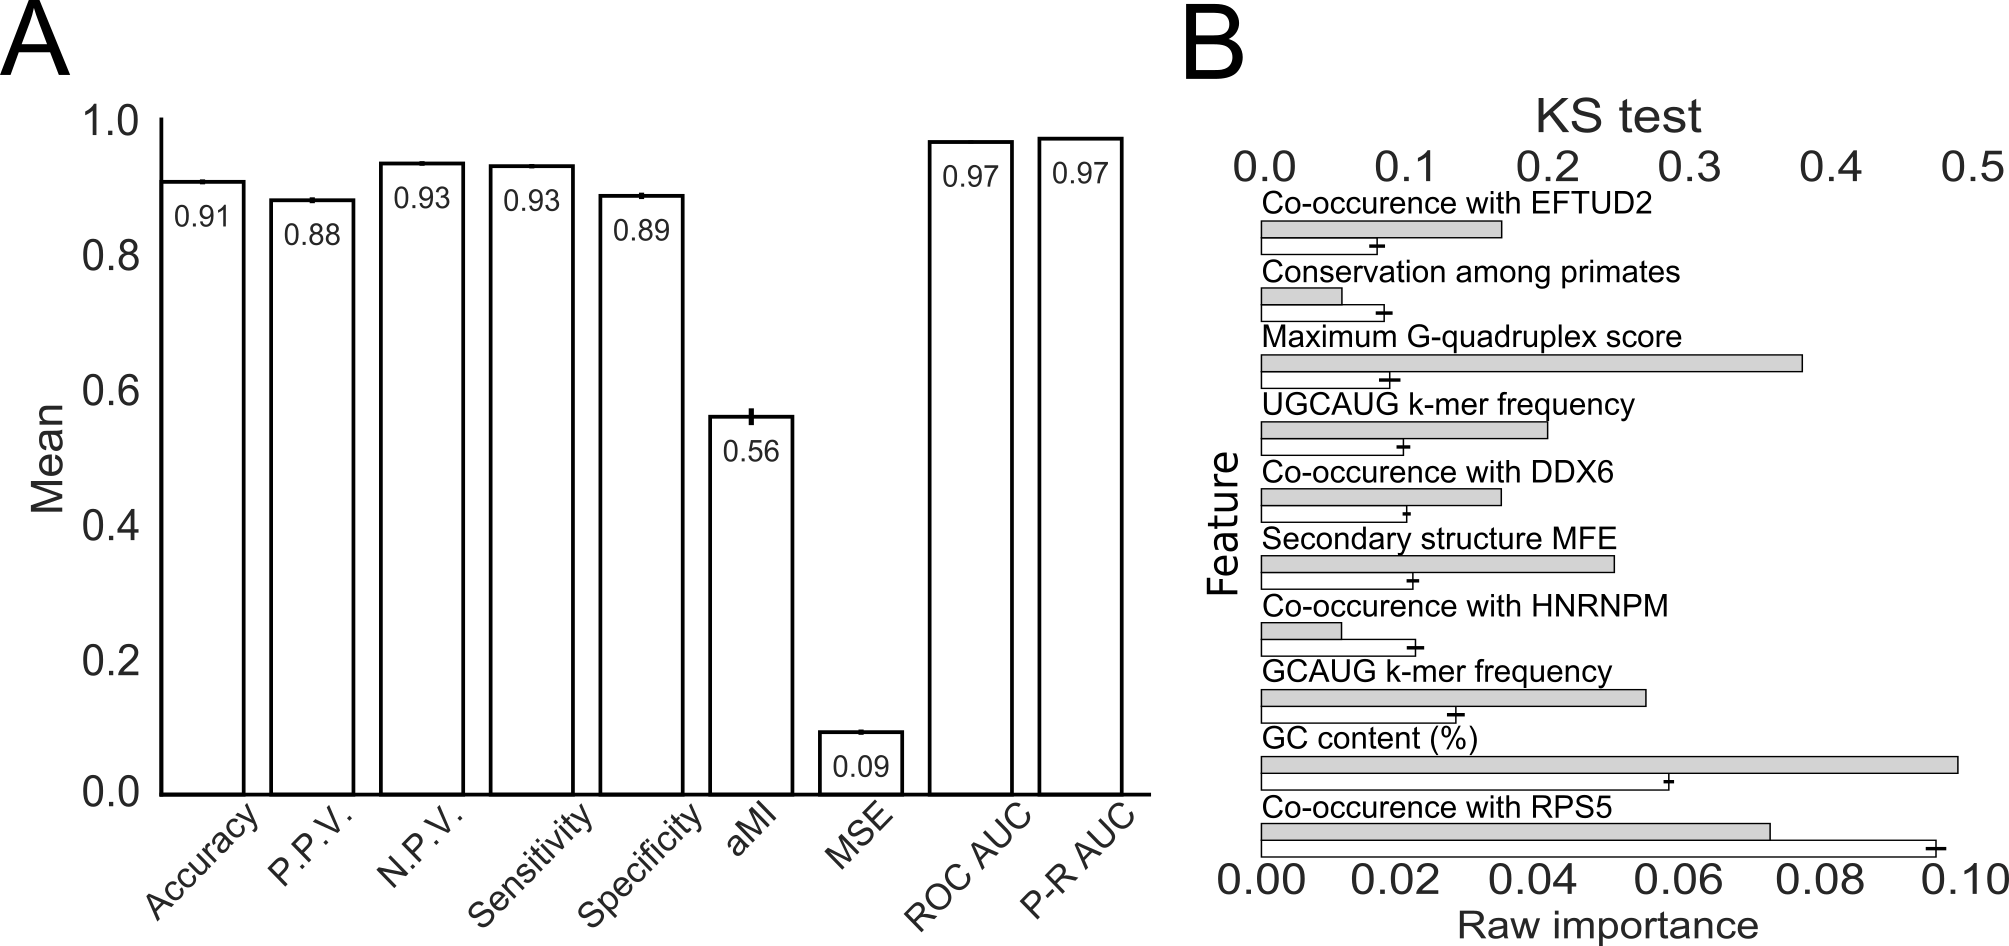 A
1.0
0.8
0.6
0.4
0.2
0.0
Mean
0.91
0.88
0.93
0.93
0.89
0.56
0.09
0.97
0.97
Accuracy
P.P.V.
N.P.V.
Sensitivity
Specificity
aMI
MSE
ROC AUC
P-R AUC
B
KS test
0.0 0.1 0.2 0.3 0.4 0.5
Feature
Co-occurence with EFTUD2
Conservation among primates
Maximum G-quadruplex score
UGCAUG k-mer frequency
Co-occurence with DDX6
Secondary structure MFE
Co-occurence with HNRNPM
GCAUG k-mer frequency
GC content (%)
Co-occurence with RPS5
0.00 0.02 0.04 0.06 0.08 0.10
Raw importance